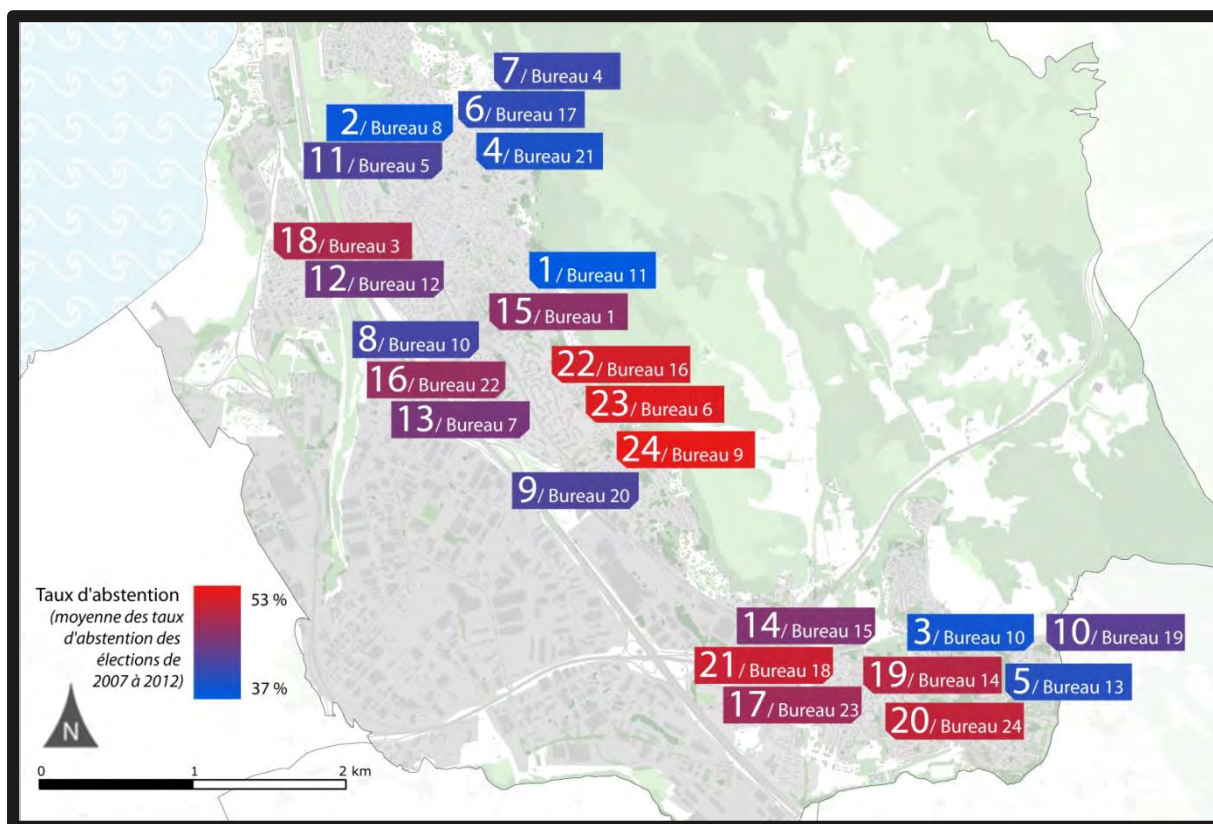 7/ Bureau 4
6/ Bureau 17
2/ Bureau 8
4/ Bureau 21
11/ Bureau 5
18/ Bureau 3
1/ Bureau 11
12/ Bureau 12
15/ Bureau 1
8/ Bureau 10
22/ Bureau 16
16/ Bureau 22
23/ Bureau 6
13/ Bureau 7
24/ Bureau 9
9/ Bureau 20
Taux d'abstention
(moyenne des taux
d'abstention des
élections de
2007 à 2012)
53 %
37 %
14/ Bureau 15
3/ Bureau 10
10/ Bureau 19
21/ Bureau 18
19/ Bureau 14
5/ Bureau 13
17/ Bureau 23
20/ Bureau 24
N
0 1 2 km